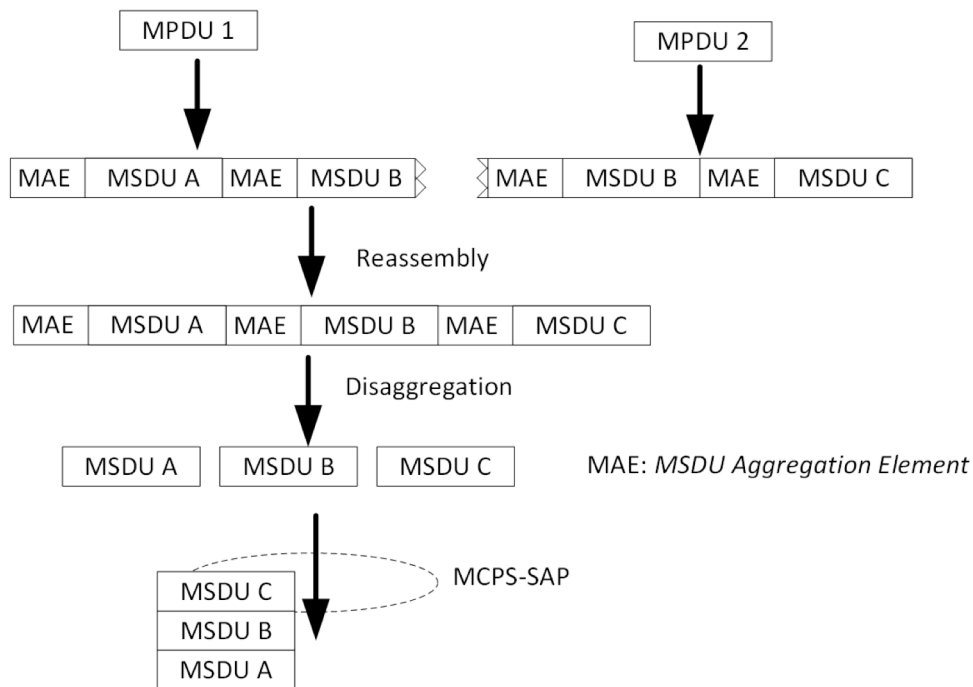 MPDU 1
MPDU 2
MAE MSDU A MAE MSDU B
MAE MSDU B MAE MSDU C
Reassembly
MAE MSDU A MAE MSDU B MAE MSDU C
Disaggregation
MSDU A MSDU B MSDU C
MAE: MSDU Aggregation Element
MCPS-SAP
MSDU C
MSDU B
MSDU A